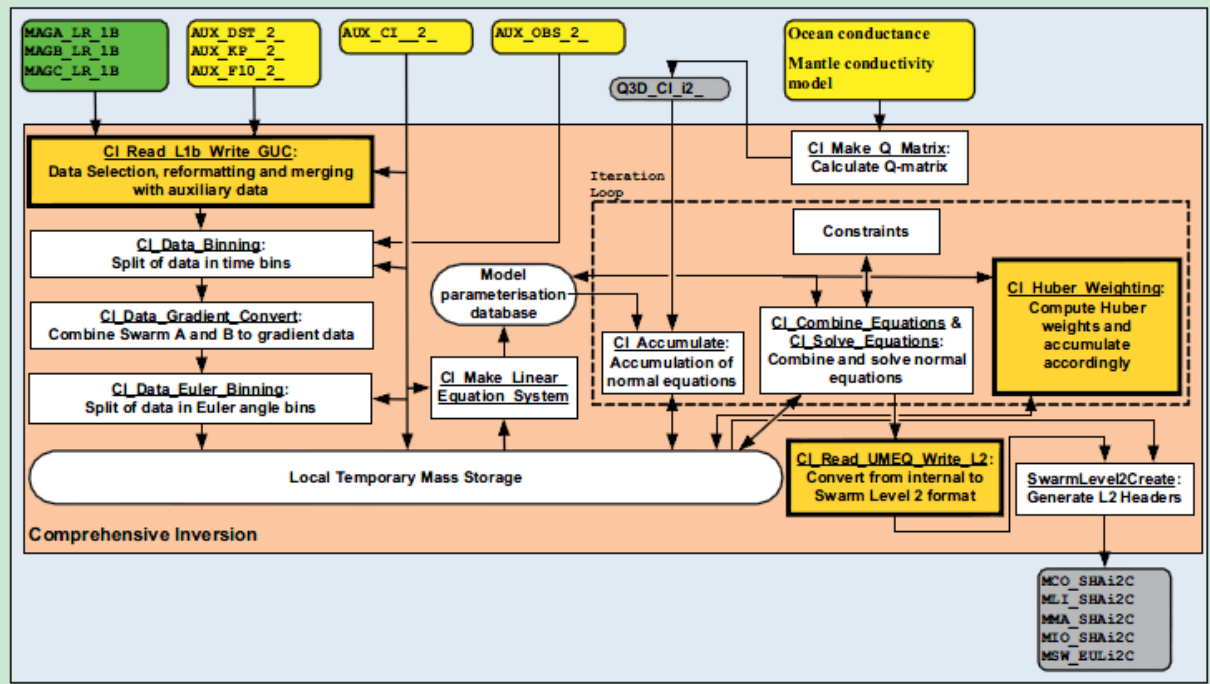 MAGA_LR_1B
MAGB_LR_1B
MAGC_LR_1B
AUX_DST_2_
AUX_KP__2_
AUX_F10_2_
AUX_CI__2_
AUX_OBS_2_
Ocean conductance
Mantle conductivity
model
Q3D_CI_i2_
CI_Read_L1b_Write_GUC:
Data Selection, reformatting and merging
with auxiliary data
CI_Make_Q_Matrix:
Calculate Q-matrix
Iteration
Loop
CI_Data_Binning:
Split of data in time bins
Constraints
Model
parameterisation
database
CI_Huber_Weighting:
Compute Huber
weights and
accumulate
accordingly
CI_Data_Gradient_Convert:
Combine Swarm A and B to gradient data
CI_Accumulate:
Accumulation of
normal equations
CI_Combine_Equations &
CI_Solve_Equations:
Combine and solve normal
equations
CI_Data_Euler_Binning:
Split of data in Euler angle bins
CI_Make_Linear_
Equation_System
Local Temporary Mass Storage
CI_Read_UMEQ_Write_L2:
Convert from internal to
Swarm Level 2 format
SwarmLevel2Create:
Generate L2 Headers
Comprehensive Inversion
MCO_SHAi2C
MLI_SHAi2C
MMA_SHAi2C
MIO_SHAi2C
MSW_EULi2C